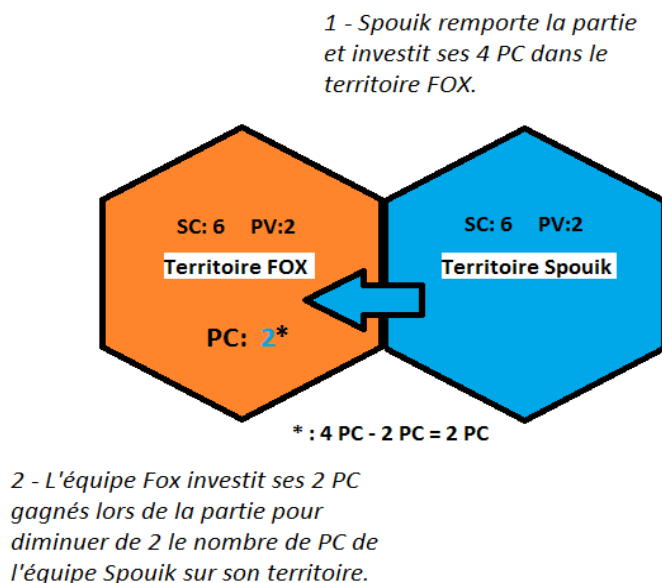 1 - Spouik remporte la partie
et investit ses 4 PC dans le
territoire FOX.
SC: 6 PV:2
Territoire FOX
PC: 2*
SC: 6 PV:2
Territoire Spouik
* : 4 PC - 2 PC = 2 PC
2 - L'équipe Fox investit ses 2 PC
gagnés lors de la partie pour
diminuer de 2 le nombre de PC de
l'équipe Spouik sur son territoire.